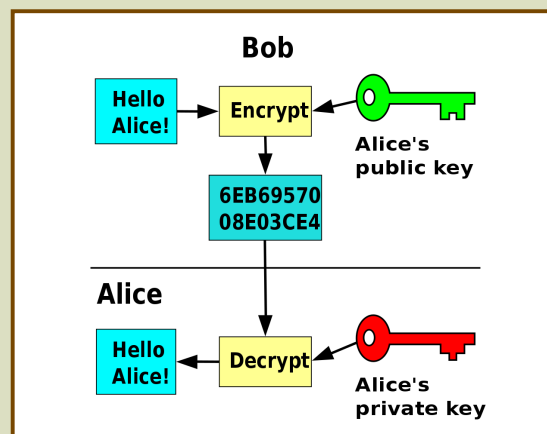 Bob
Hello
Alice!
Encrypt
Alice's
public key
6EB69570
08E03CE4
Alice
Hello
Alice!
Decrypt
Alice's
private key